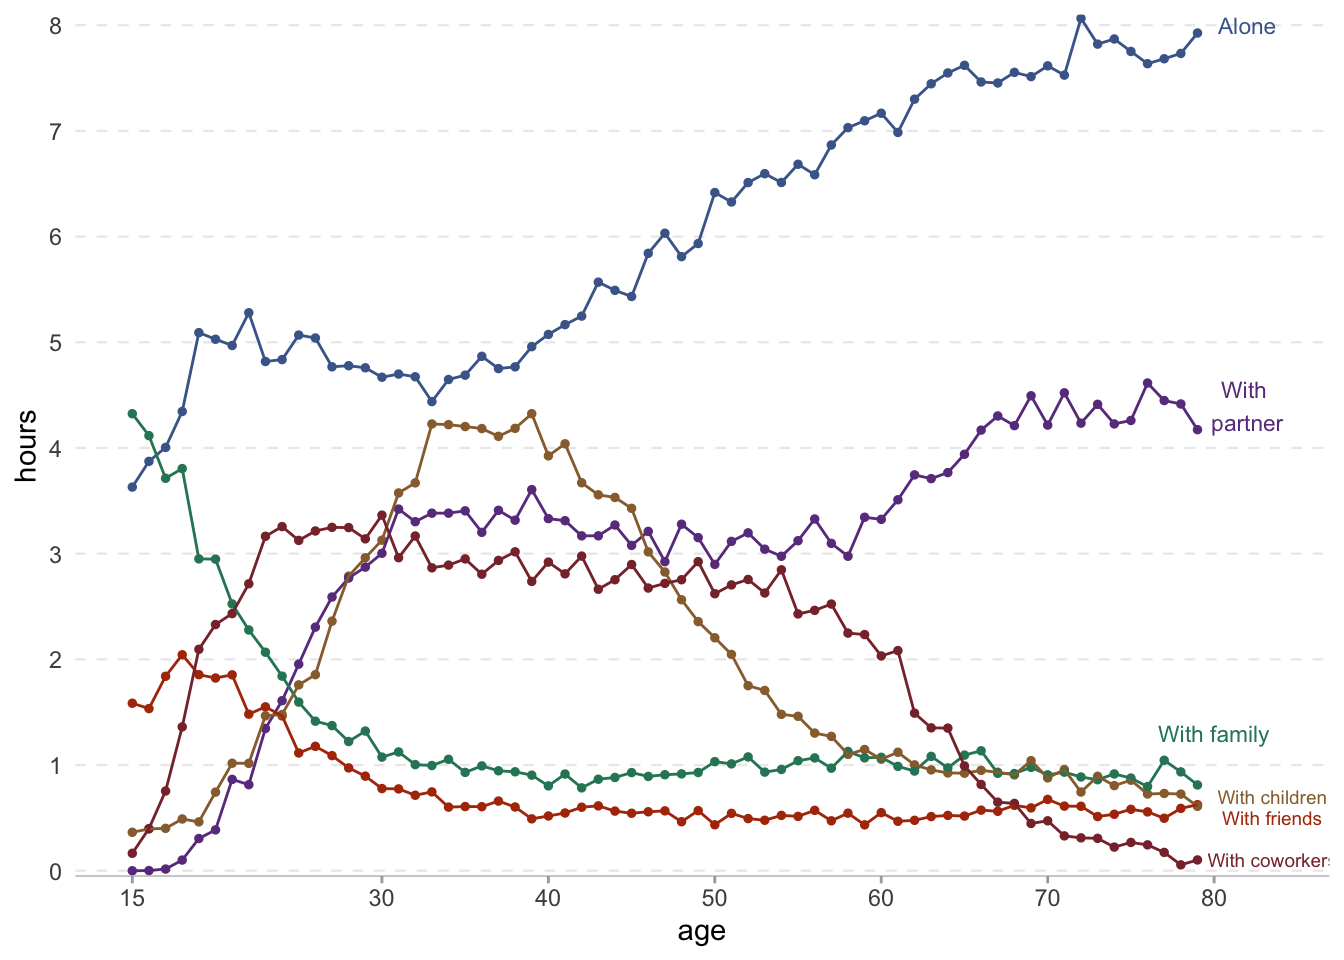 8
Alone
7
6
5
With
partner
4
hours
3
2
With family
1
With children
With friends
With coworkers
0
15 30 40 50 60 70 80
age